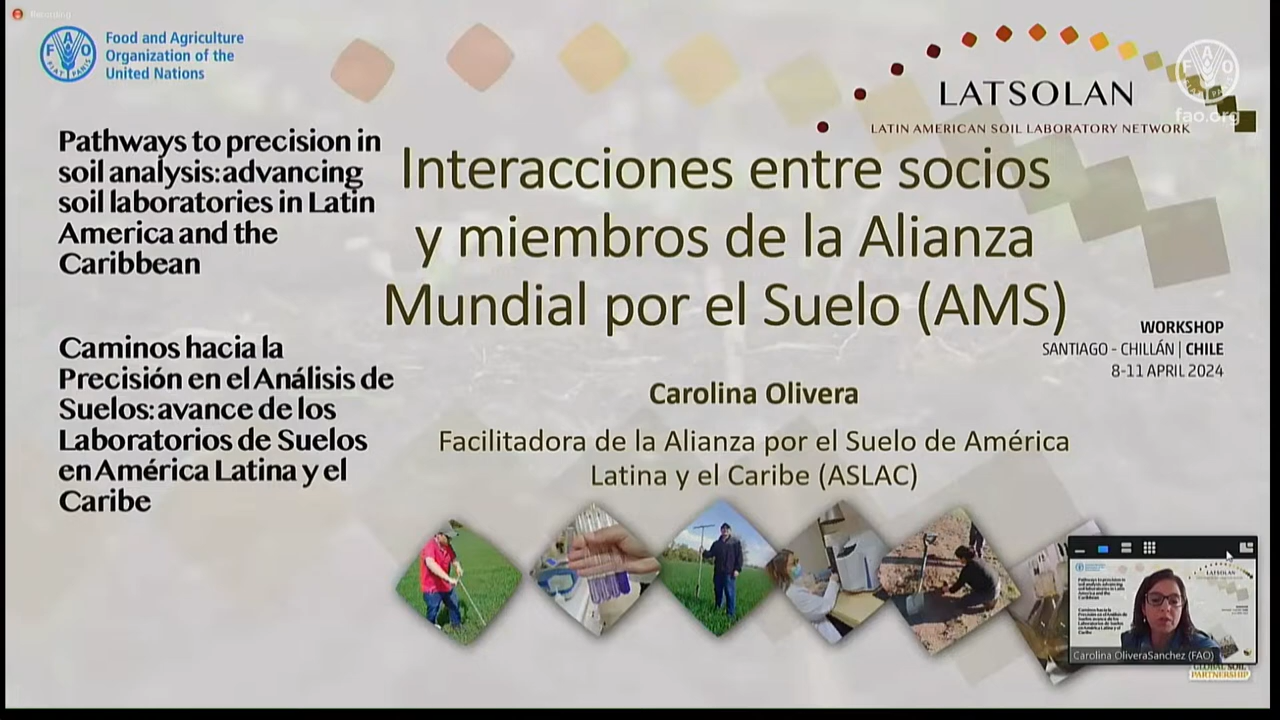 Recording
Food and Agriculture
Organization of the
United Nations
FAO
FIAT PANIS
LATSOLAN
LATIN AMERICAN SOIL LABORATORY NETWORK
fao.org
Pathways to precision in
soil analysis: advancing
soil laboratories in Latin
America and the
Caribbean
Interacciones entre socios
y miembros de la Alianza
Mundial por el Suelo (AMS)
WORKSHOP
SANTIAGO - CHILLÁN | CHILE
8-11 APRIL 2024
Caminos hacia la
Precisión en el Análisis de
Suelos: avance de los
Laboratorios de Suelos
en América Latina y el
Caribe
Carolina Olivera
Facilitadora de la Alianza por el Suelo de América
Latina y el Caribe (ASLAC)
Carolina OliveraSanchez (FAO)
GLOBAL SOIL
PARTNERSHIP